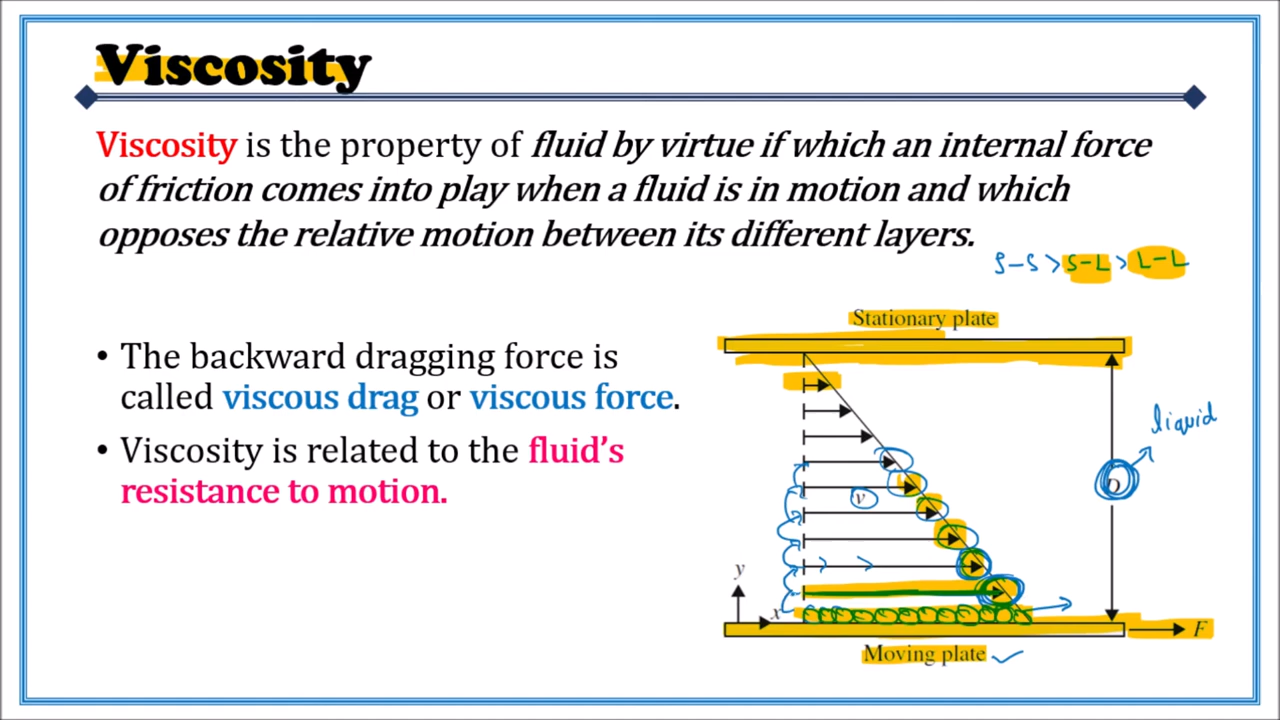 Viscosity
Viscosity is the property of fluid by virtue if which an internal force
of friction comes into play when a fluid is in motion and which
opposes the relative motion between its different layers.
S-S > S-L > L-L
• The backward dragging force is
called viscous drag or viscous force.
• Viscosity is related to the fluid's
resistance to motion.
Stationary plate
liquid
D
v
y
x
F
Moving plate